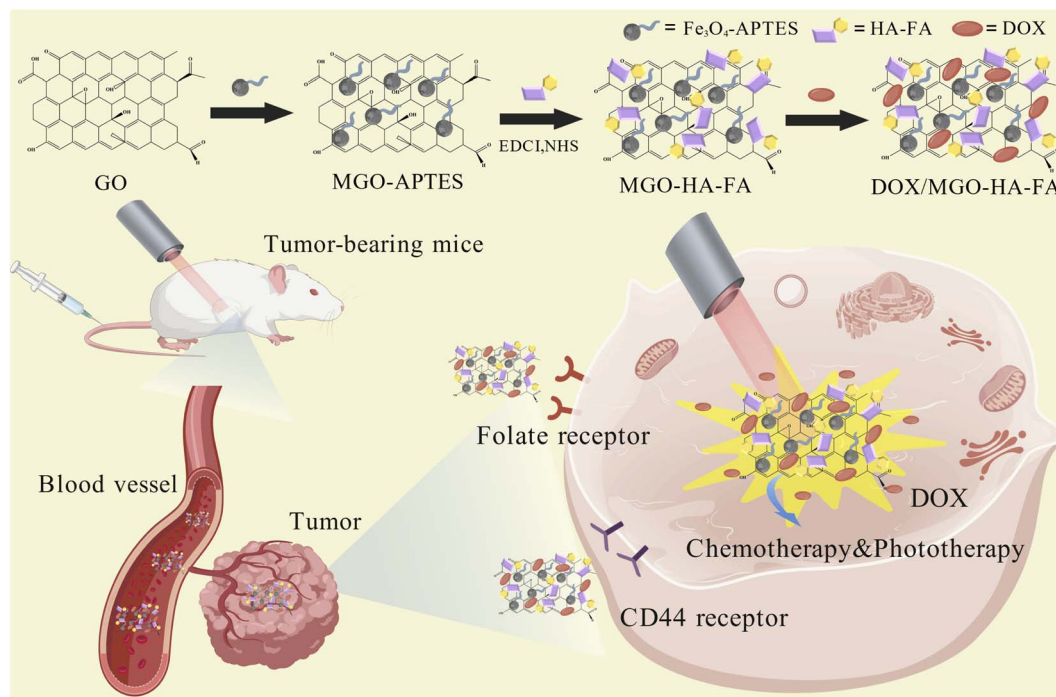 = Fe₃O₄-APTES
= HA-FA
= DOX
EDCI,NHS
GO
MGO-APTES
MGO-HA-FA
DOX/MGO-HA-FA
Tumor-bearing mice
Folate receptor
Blood vessel
Tumor
DOX
Chemotherapy&Phototherapy
CD44 receptor